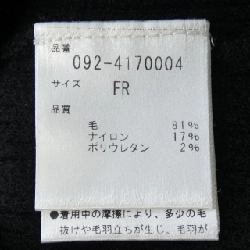 品番
092-4170004
サイズ
FR
品質
毛 81%
ナイロン 17%
ポリウレタン 2%
●着用中の摩擦により、多少の毛
抜けや毛羽立ちが生じ、毛羽が